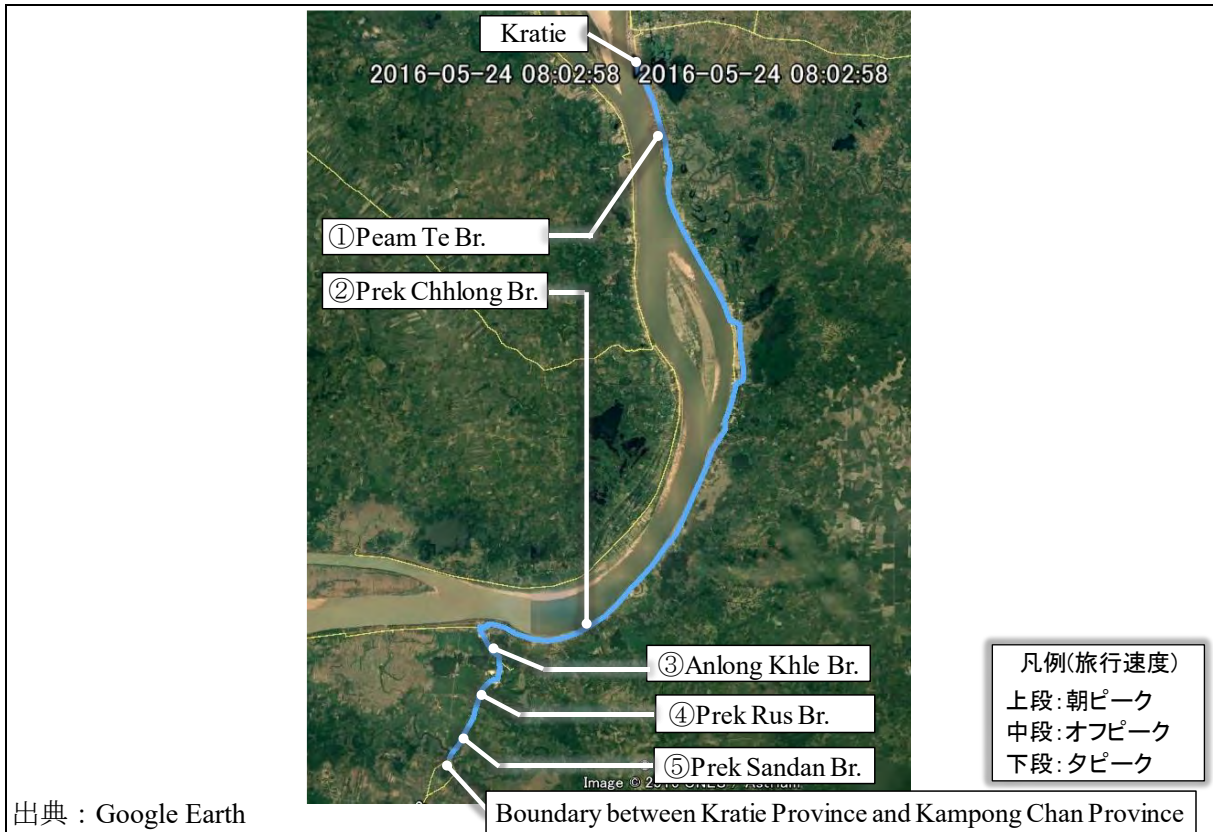 Kratie
2016-05-24 08:02:58 2016-05-24 08:02:58
①Peam Te Br.
②Prek Chhlong Br.
③Anlong Khle Br.
④Prek Rus Br.
⑤Prek Sandan Br.
凡例(旅行速度)
上段:朝ピーク
中段:オフピーク
下段:夕ピーク
Image ©
出典：Google Earth
Boundary between Kratie Province and Kampong Chan Province